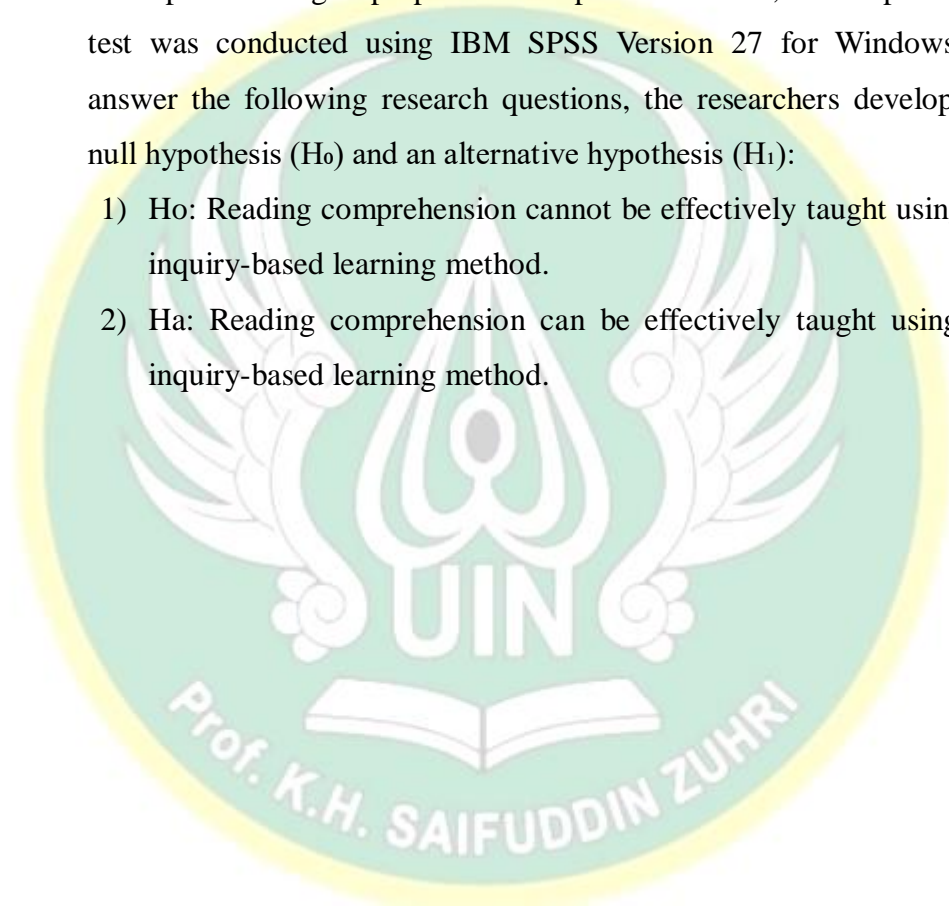 test was conducted using IBM SPSS Version 27 for Windows
answer the following research questions, the researchers develop
null hypothesis (H₀) and an alternative hypothesis (H₁):
1) Ho: Reading comprehension cannot be effectively taught usin
inquiry-based learning method.
2) Ha: Reading comprehension can be effectively taught using
inquiry-based learning method.
UIN
Prof. K.H. SAIFUDDIN ZUHRI